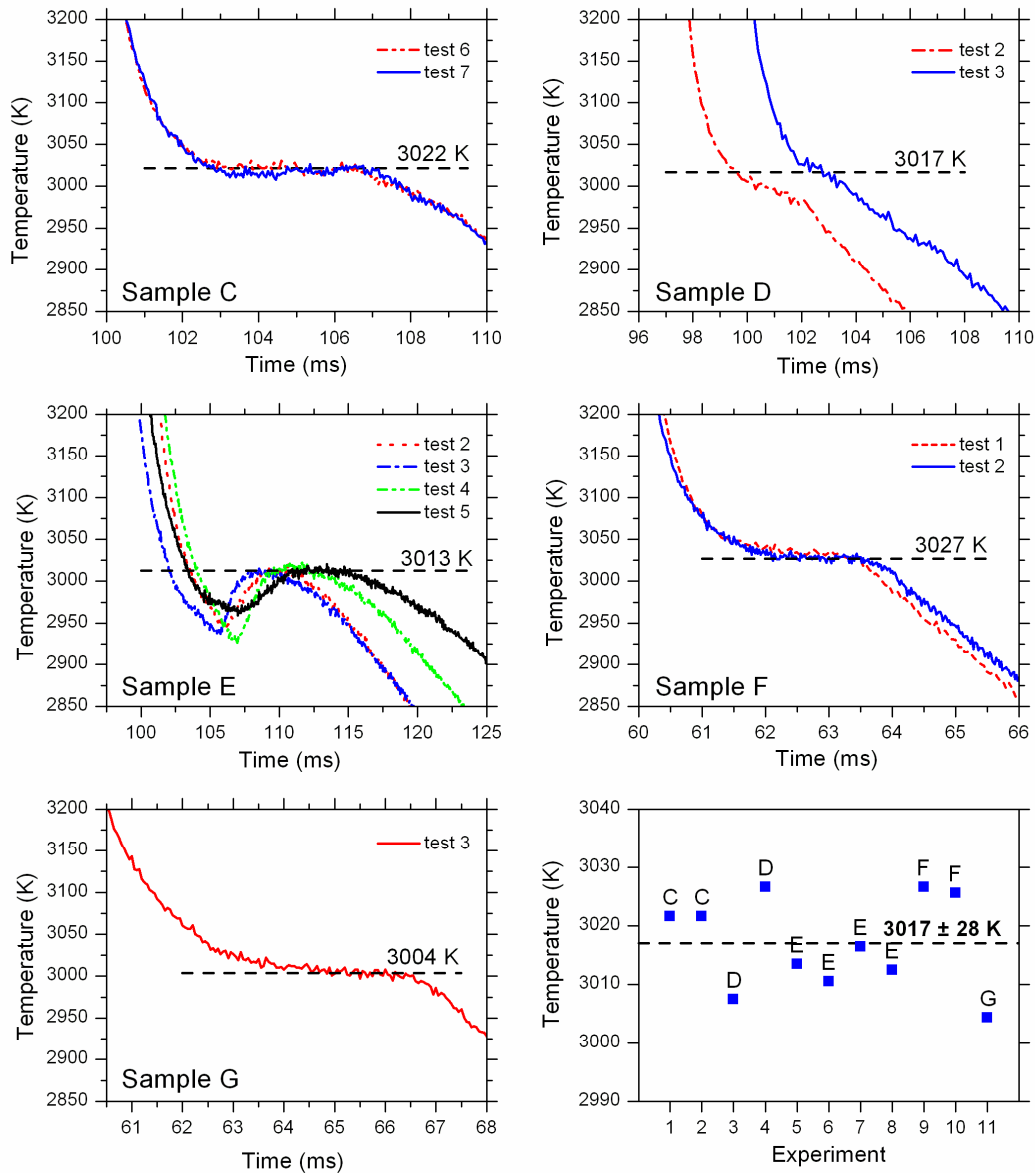 3200
3150
3100
3050
3000
2950
2900
2850
Temperature (K)
test 6
test 7
3022 K
Sample C
100 102 104 106 108 110
Time (ms)
3200
3150
3100
3050
3000
2950
2900
2850
Temperature (K)
test 2
test 3
3017 K
Sample D
96 98 100 102 104 106 108 110
Time (ms)
3200
3150
3100
3050
3000
2950
2900
2850
Temperature (K)
test 2
test 3
test 4
test 5
3013 K
Sample E
100 105 110 115 120 125
Time (ms)
3200
3150
3100
3050
3000
2950
2900
2850
Temperature (K)
test 1
test 2
3027 K
Sample F
60 61 62 63 64 65 66
Time (ms)
3200
3150
3100
3050
3000
2950
2900
2850
Temperature (K)
test 3
3004 K
Sample G
61 62 63 64 65 66 67 68
Time (ms)
3040
3030
3020
3010
3000
2990
Temperature (K)
C C D D E E E E F F G
3017 ± 28 K
1 2 3 4 5 6 7 8 9 10 11
Experiment